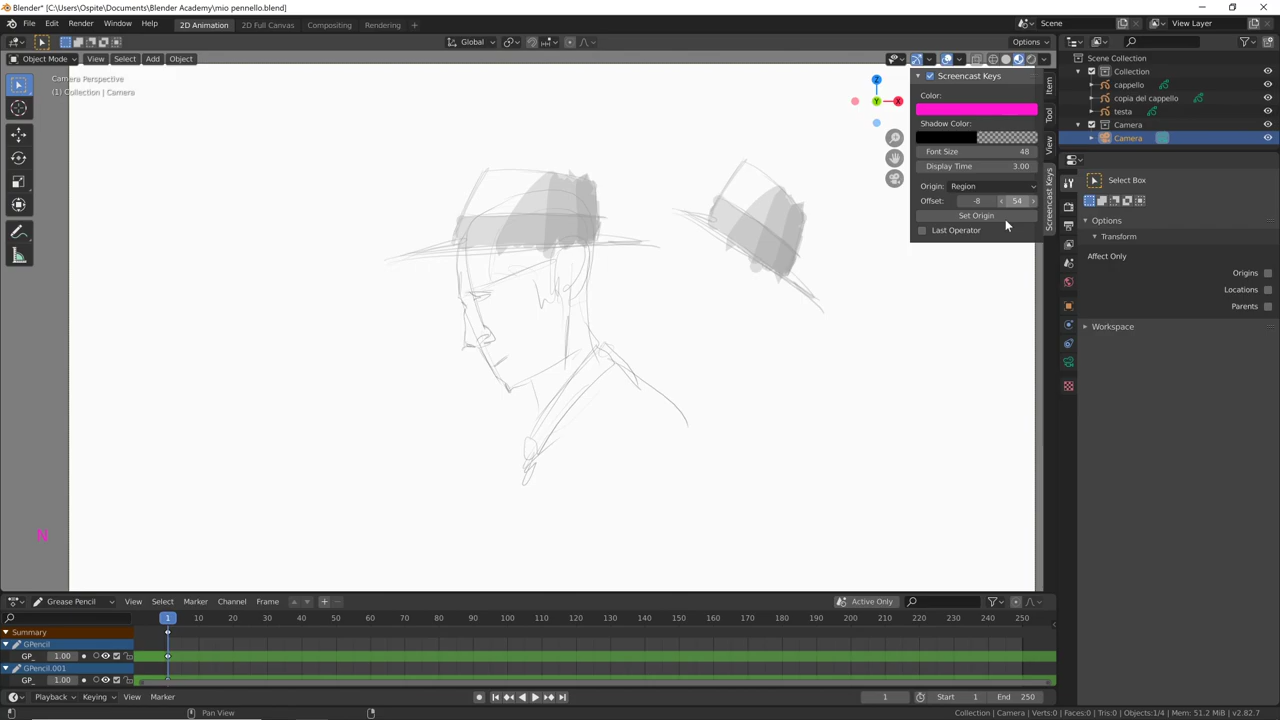 Blender* [C:\Users\Ospite\Documents\Blender Academy\mio pennello.blend]
File Edit Render Window Help 2D Animation 2D Full Canvas Compositing Rendering Scene View Layer
Global Options
Object Mode View Select Add Object
Camera Perspective
(1) Collection | Camera
Z
Y
X
Screencast Keys
Color:
Shadow Color:
Font Size 48
Display Time 3.00
Origin: Region
Offset: -8 54
Set Origin
Last Operator
Item
Tool
View
Screencast Keys
Scene Collection
Collection
cappello
copia del cappello
testa
Camera
Camera
Select Box
Options
Transform
Affect Only
Origins
Locations
Parents
Workspace
N
Grease Pencil View Select Marker Channel Frame Active Only
1 10 20 30 40 50 60 70 80 90 100 110 120 130 140 150 160 170 180 190 200 210 220 230 240 250
Summary
GPencil
GP_ 1.00
GPencil.001
GP_ 1.00
Playback Keying View Marker 1 Start 1 End 250
Pan View Collection | Camera | Verts:0 | Faces:0 | Tris:0 | Objects:1/4 | Mem: 51.2 MiB | v2.82.7